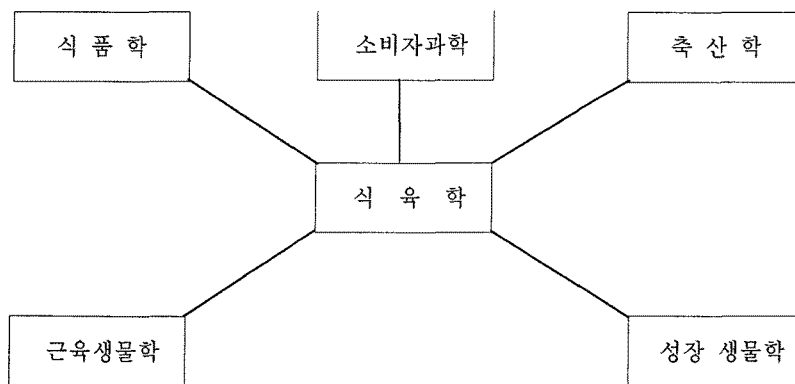 식 품 학
소비자과학
축 산 학
식 육 학
근육생물학
성장 생물학